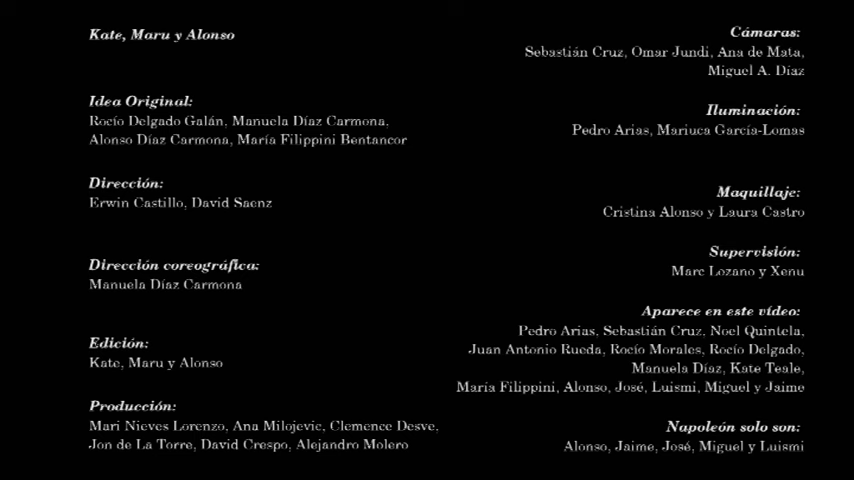 Kate, Maru y Alonso
Idea Original:
Rocío Delgado Galán, Manuela Díaz Carmona,
Alonso Díaz Carmona, María Filippini Bentancor
Dirección:
Erwin Castillo, David Saenz
Dirección coreográfica:
Manuela Díaz Carmona
Edición:
Kate, Maru y Alonso
Producción:
Mari Nieves Lorenzo, Ana Milojevic, Clemence Desve,
Jon de La Torre, David Crespo, Alejandro Molero
Cámaras:
Sebastián Cruz, Omar Jundi, Ana de Mata,
Miguel A. Díaz
Iluminación:
Pedro Arias, Mariuca García-Lomas
Maquillaje:
Cristina Alonso y Laura Castro
Supervisión:
Marc Lozano y Xenu
Aparece en este vídeo:
Pedro Arias, Sebastián Cruz, Noel Quintela,
Juan Antonio Rueda, Rocío Morales, Rocío Delgado,
Manuela Díaz, Kate Teale,
María Filippini, Alonso, José, Luismi, Miguel y Jaime
Napoleón solo son:
Alonso, Jaime, José, Miguel y Luismi